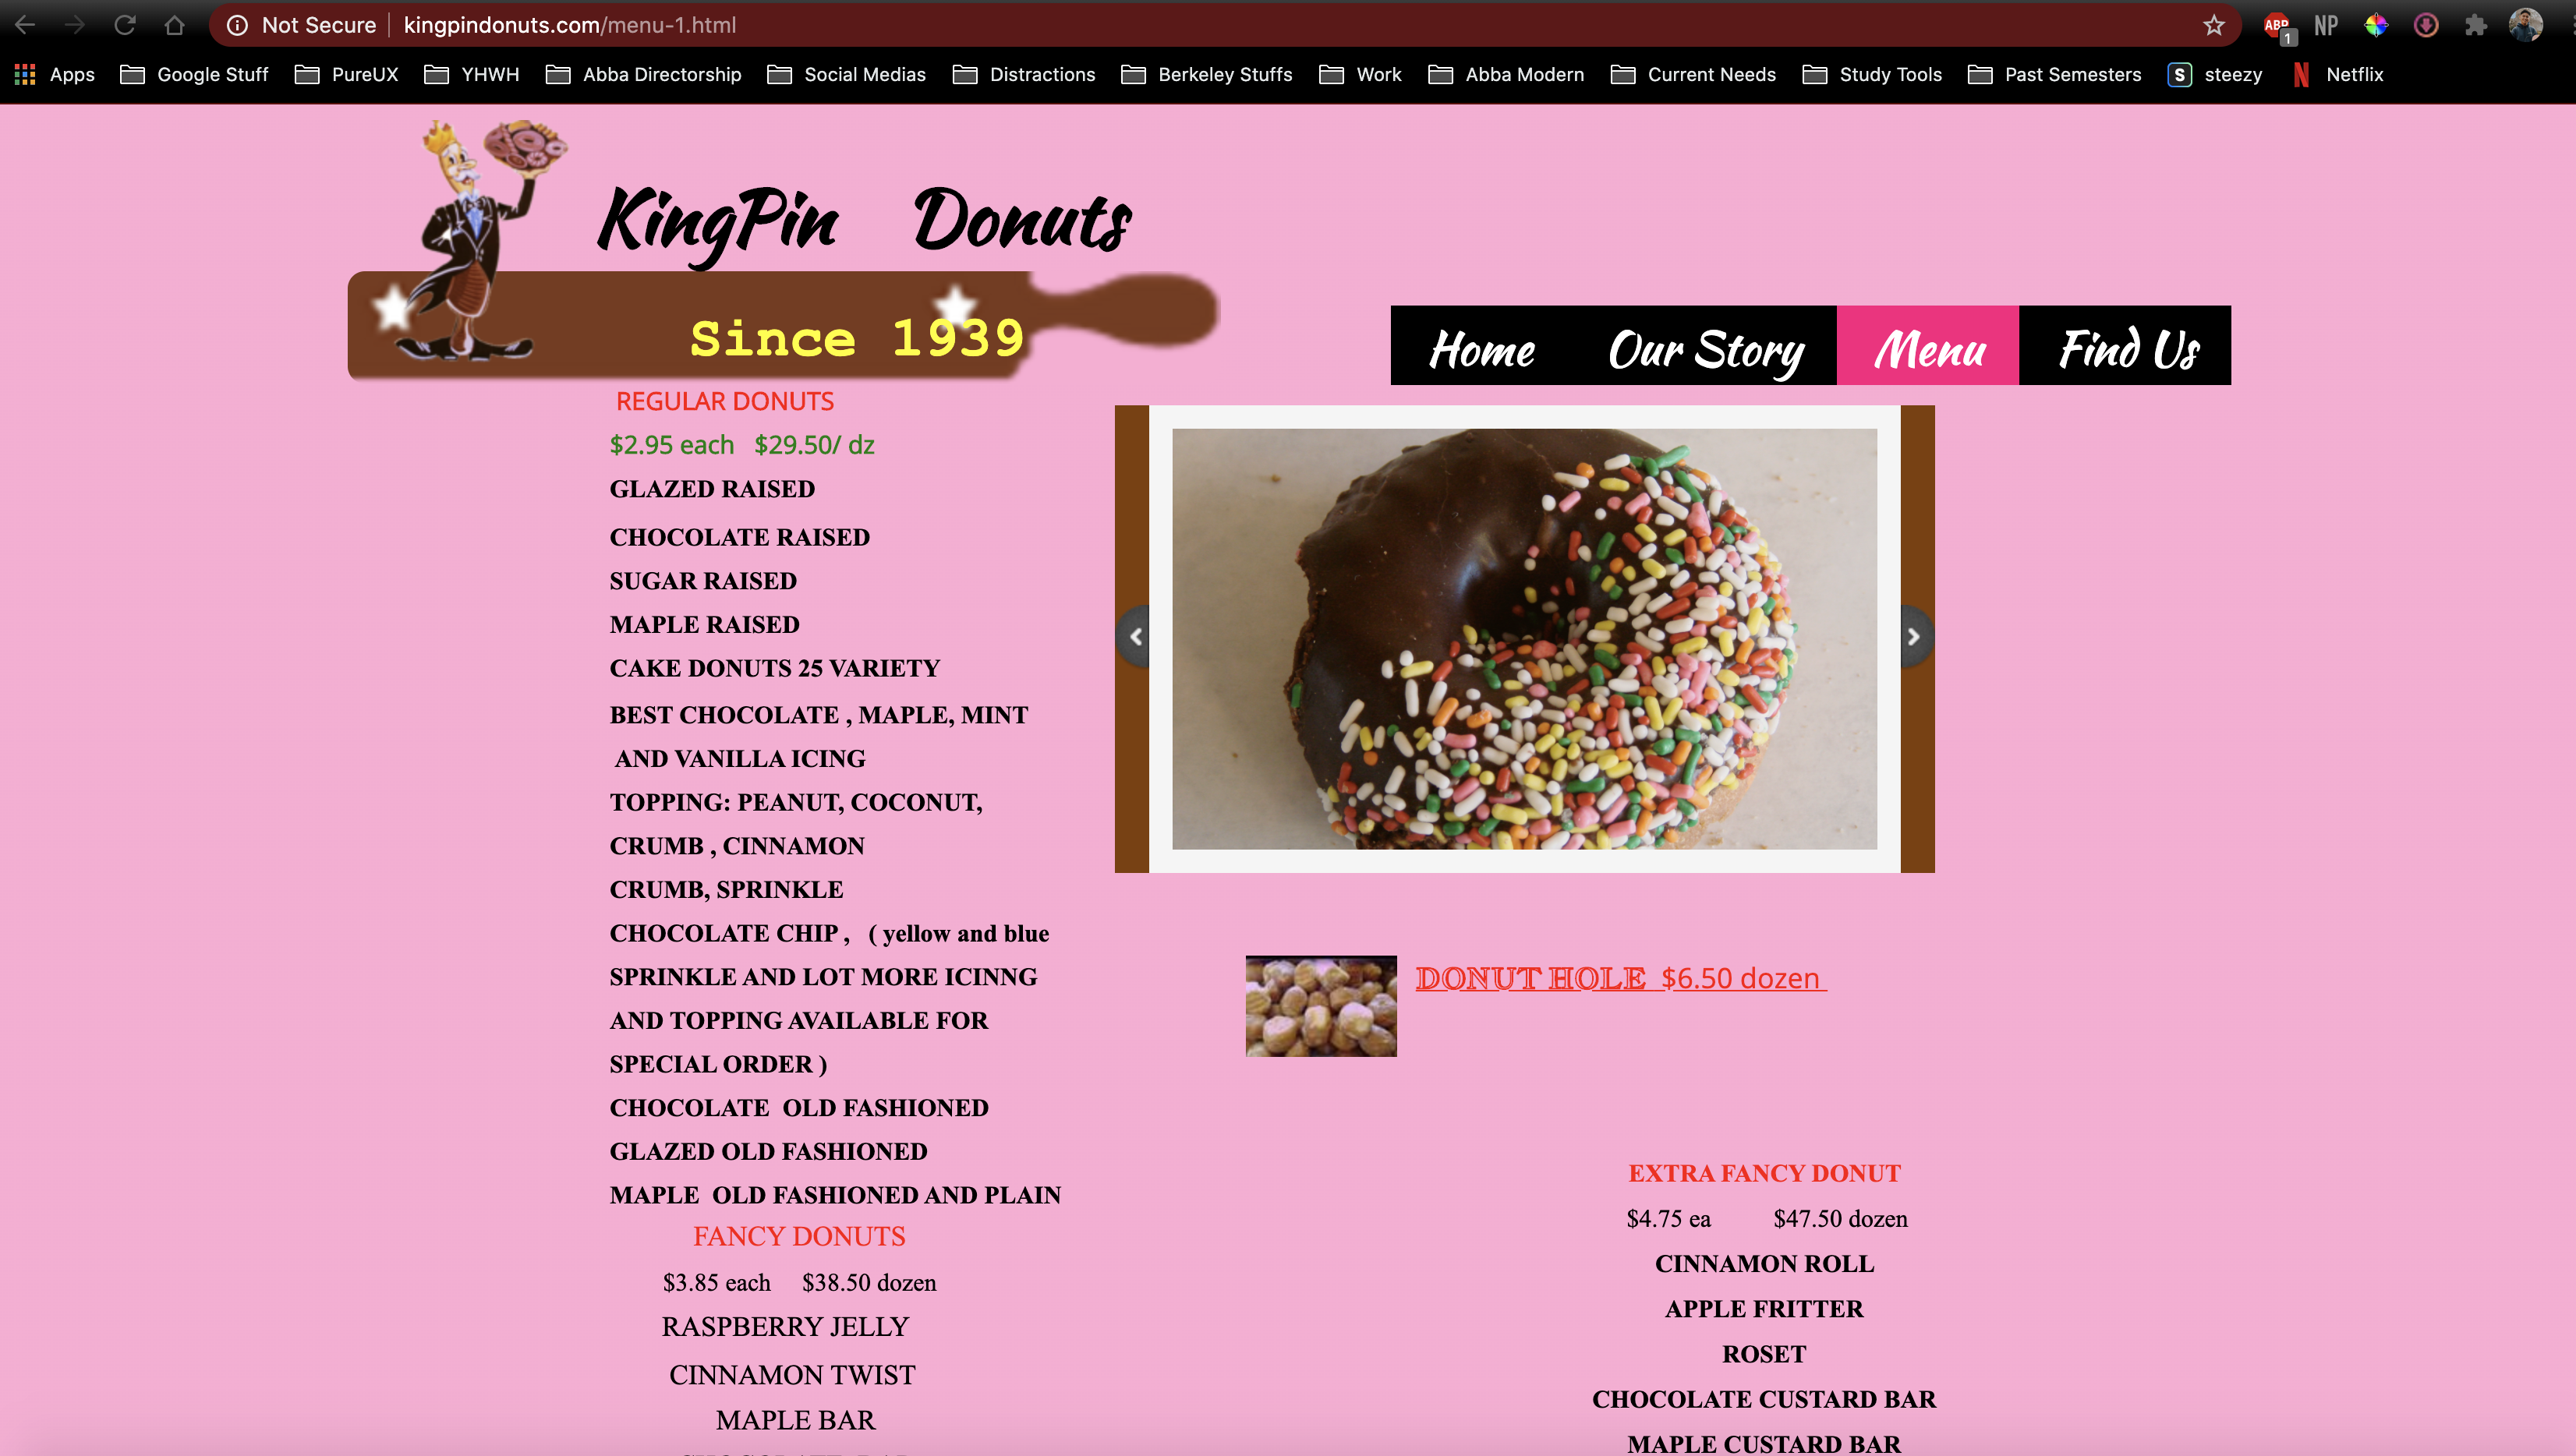 Not Secure kingpindonuts.com/menu-1.html
ABP 1 NP
Apps Google Stuff PureUX YHWH Abba Directorship Social Medias Distractions Berkeley Stuffs Work Abba Modern Current Needs Study Tools Past Semesters S steezy N Netflix
KingPin Donuts
Since 1939
Home Our Story Menu Find Us
REGULAR DONUTS
$2.95 each $29.50/ dz
GLAZED RAISED
CHOCOLATE RAISED
SUGAR RAISED
MAPLE RAISED
CAKE DONUTS 25 VARIETY
BEST CHOCOLATE , MAPLE, MINT
AND VANILLA ICING
TOPPING: PEANUT, COCONUT,
CRUMB , CINNAMON
CRUMB, SPRINKLE
CHOCOLATE CHIP , ( yellow and blue
SPRINKLE AND LOT MORE ICINNG
AND TOPPING AVAILABLE FOR
SPECIAL ORDER )
CHOCOLATE OLD FASHIONED
GLAZED OLD FASHIONED
MAPLE OLD FASHIONED AND PLAIN
FANCY DONUTS
$3.85 each $38.50 dozen
RASPBERRY JELLY
CINNAMON TWIST
MAPLE BAR
DONUT HOLE $6.50 dozen
EXTRA FANCY DONUT
$4.75 ea $47.50 dozen
CINNAMON ROLL
APPLE FRITTER
ROSET
CHOCOLATE CUSTARD BAR
MAPLE CUSTARD BAR